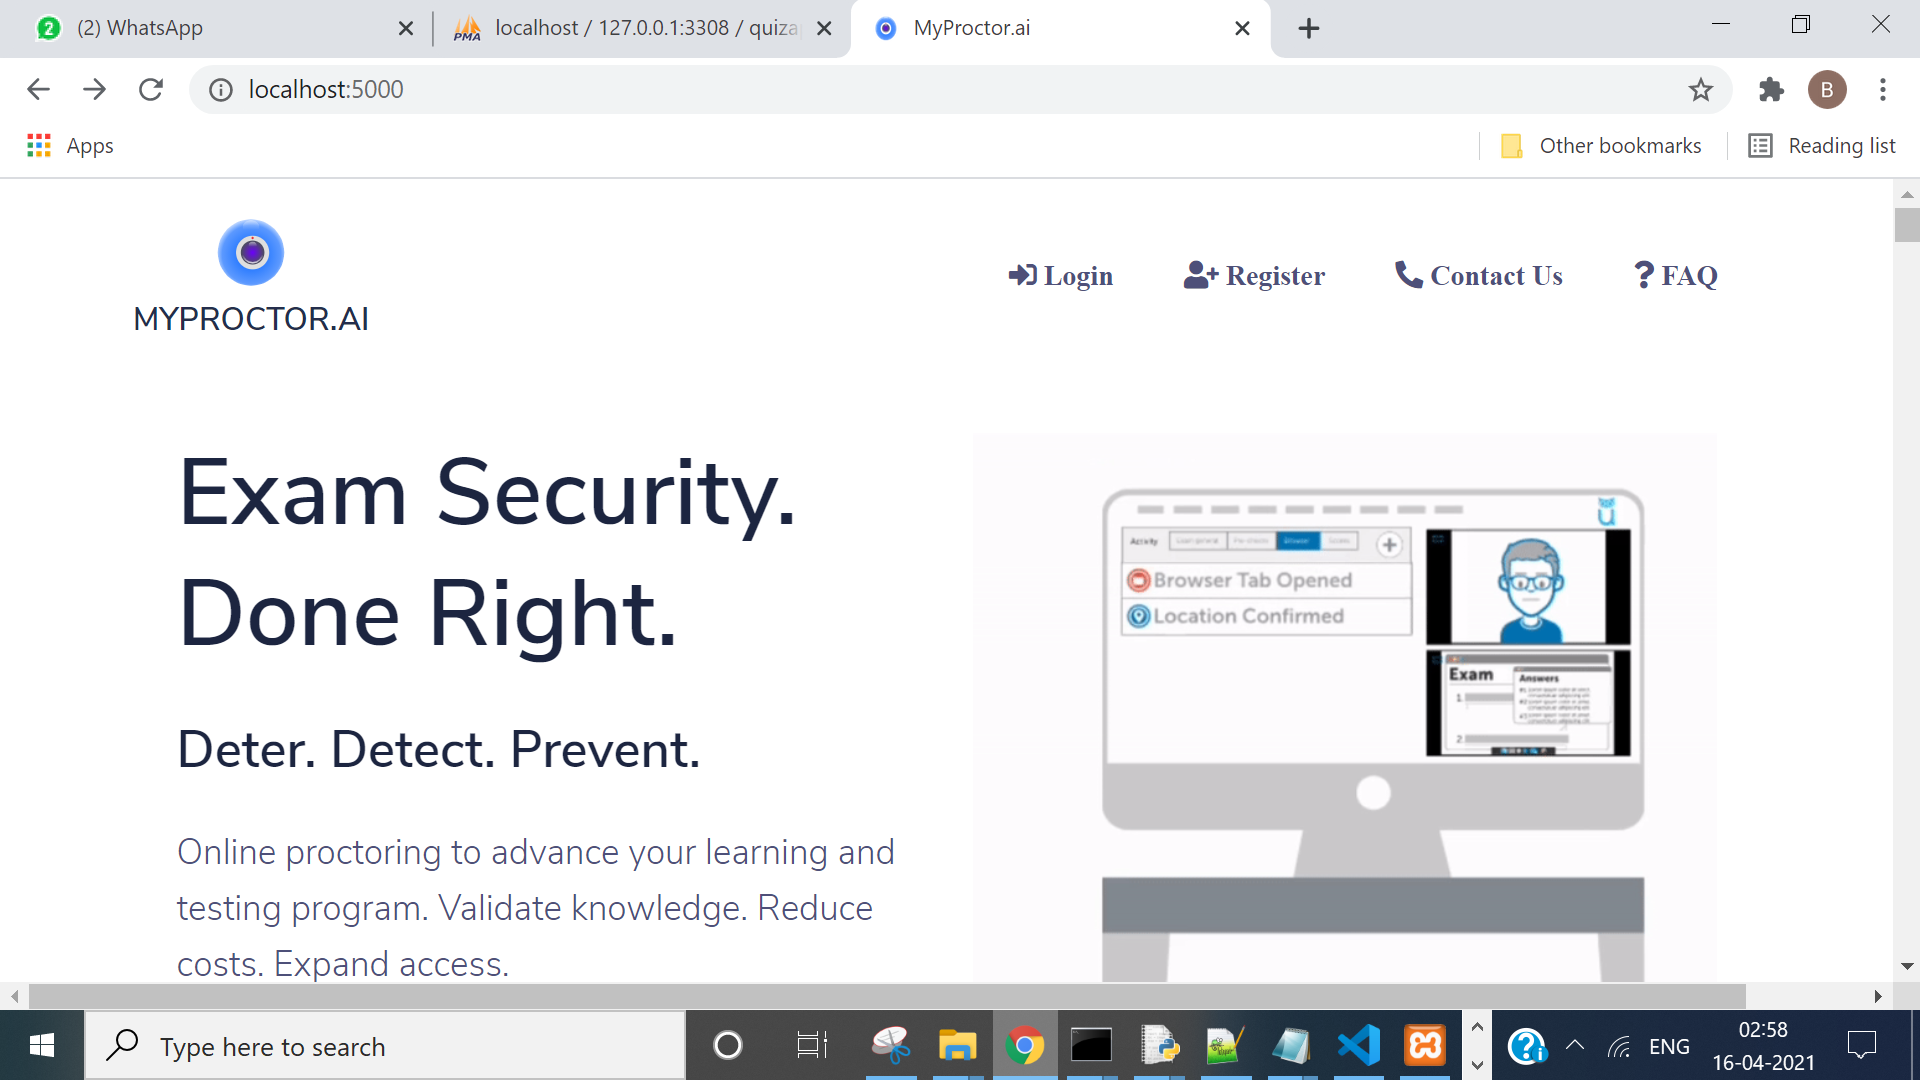 (2) WhatsApp
localhost / 127.0.0.1:3308 / quiza
MyProctor.ai
localhost:5000
B
Apps
Other bookmarks
Reading list
MYPROCTOR.AI
Login
Register
Contact Us
FAQ
Exam Security.
Done Right.
Deter. Detect. Prevent.
Online proctoring to advance your learning and
testing program. Validate knowledge. Reduce
costs. Expand access.
Activity
Browser Tab Opened
Location Confirmed
Exam
Answers
1.
2.
Type here to search
ENG
02:58
16-04-2021